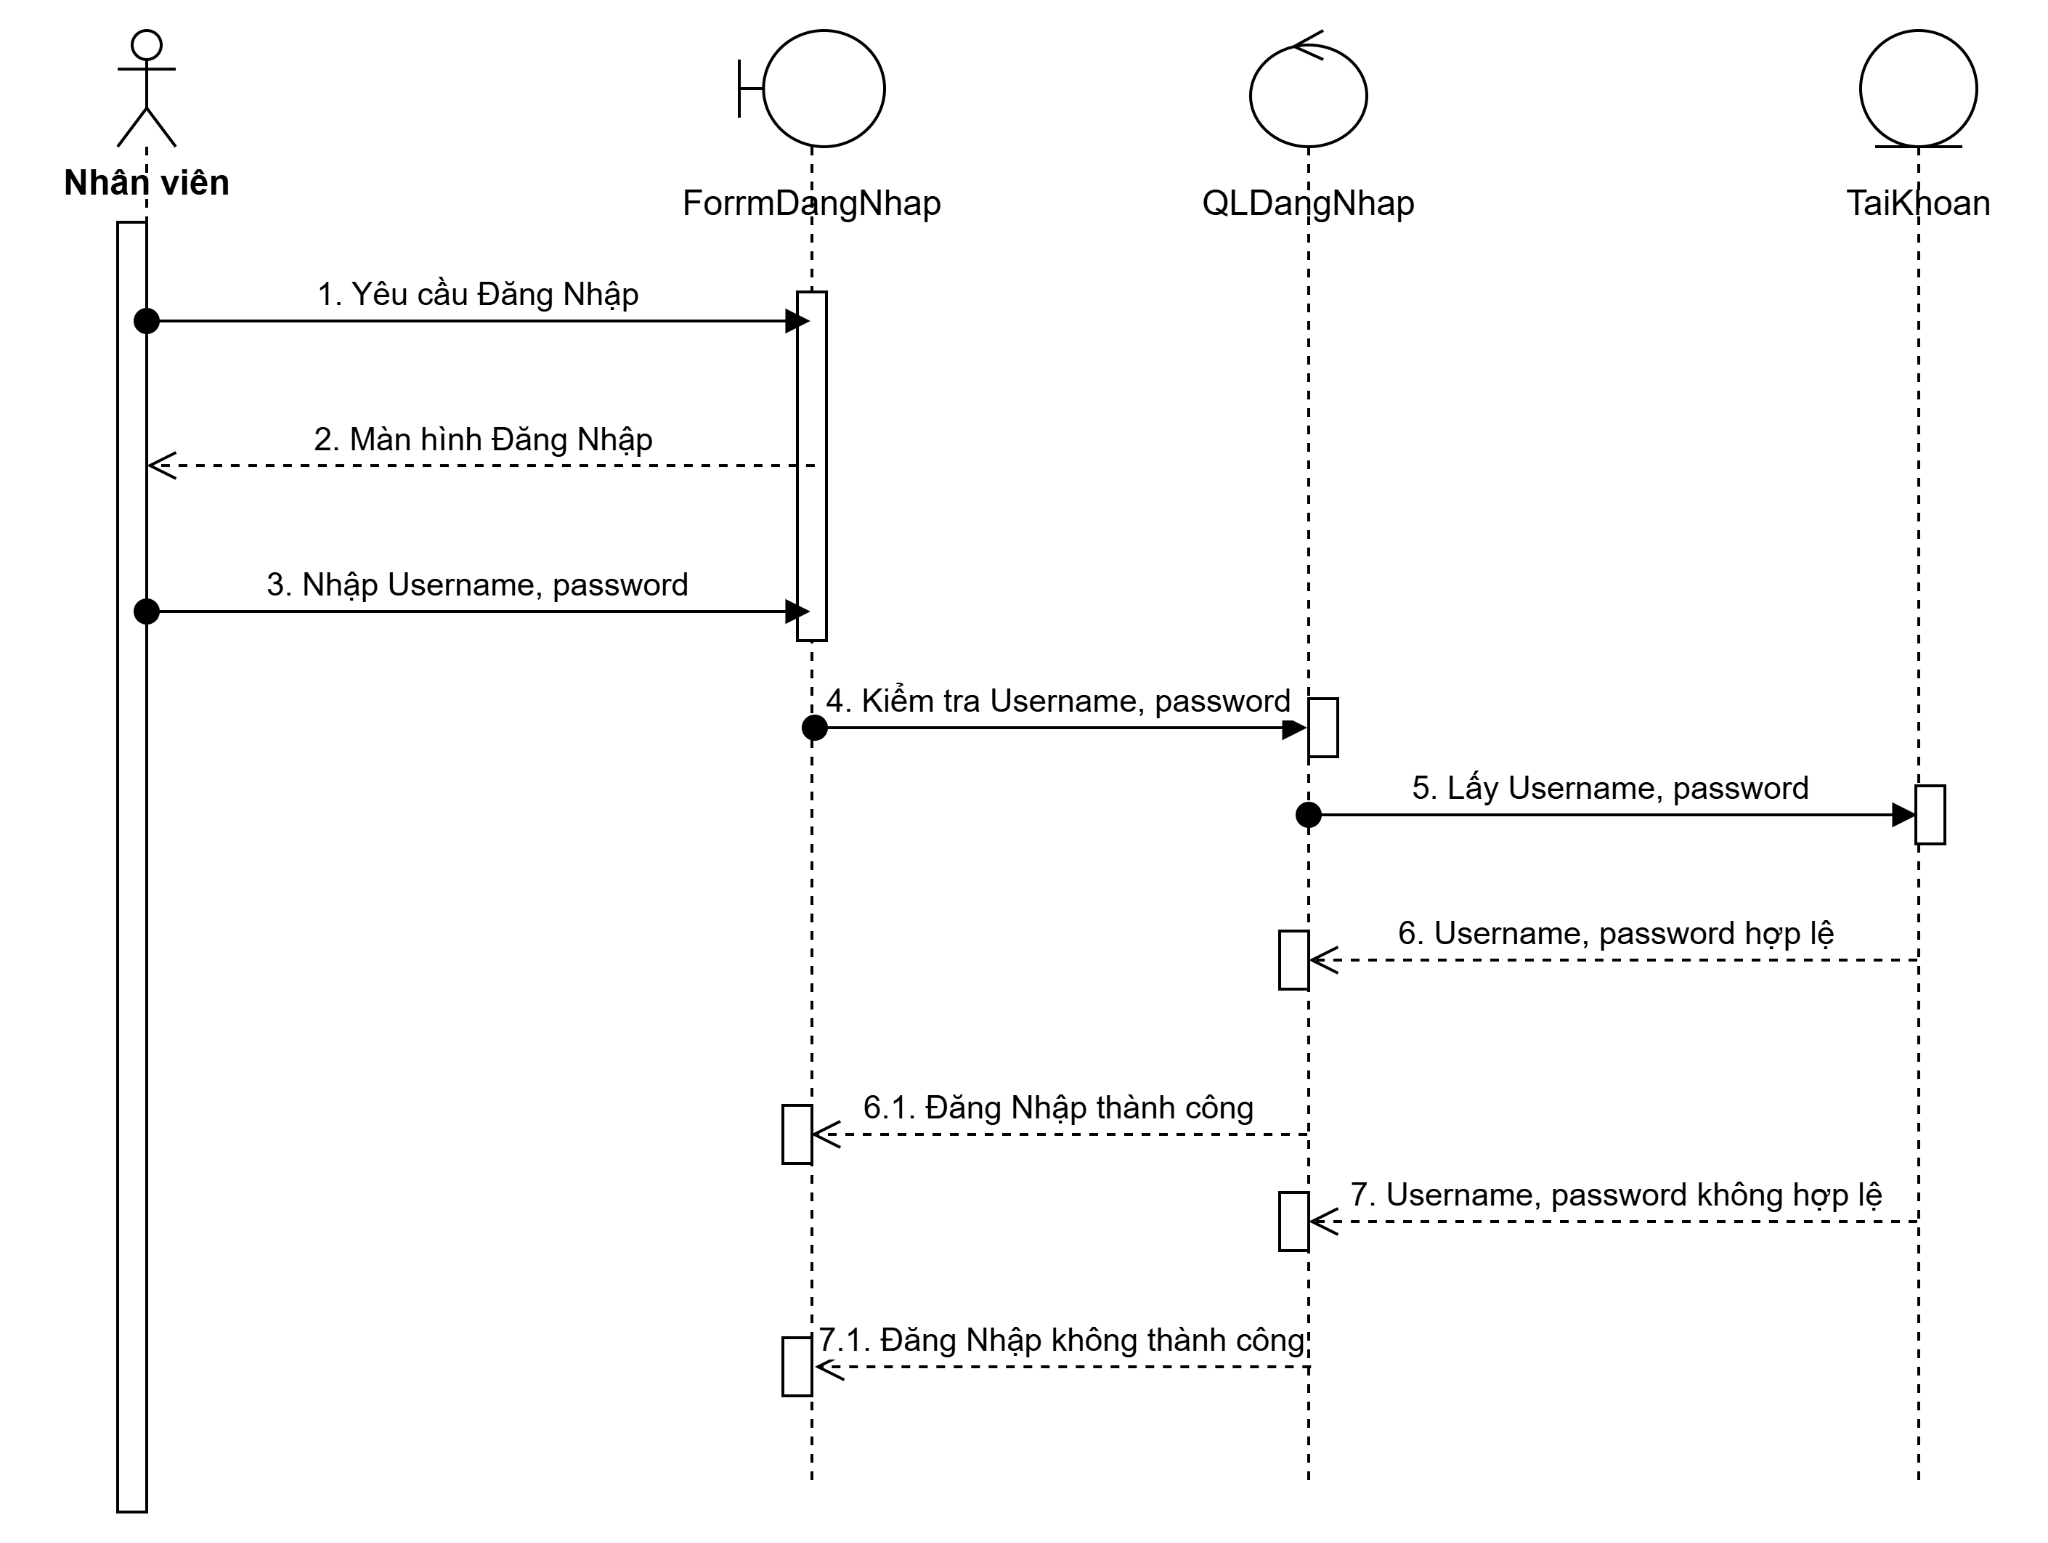 Nhân viên
ForrmDangNhap
QLDangNhap
TaiKhoan
1. Yêu cầu Đăng Nhập
2. Màn hình Đăng Nhập
3. Nhập Username, password
4. Kiểm tra Username, password
5. Lấy Username, password
6. Username, password hợp lệ
6.1. Đăng Nhập thành công
7. Username, password không hợp lệ
7.1. Đăng Nhập không thành công